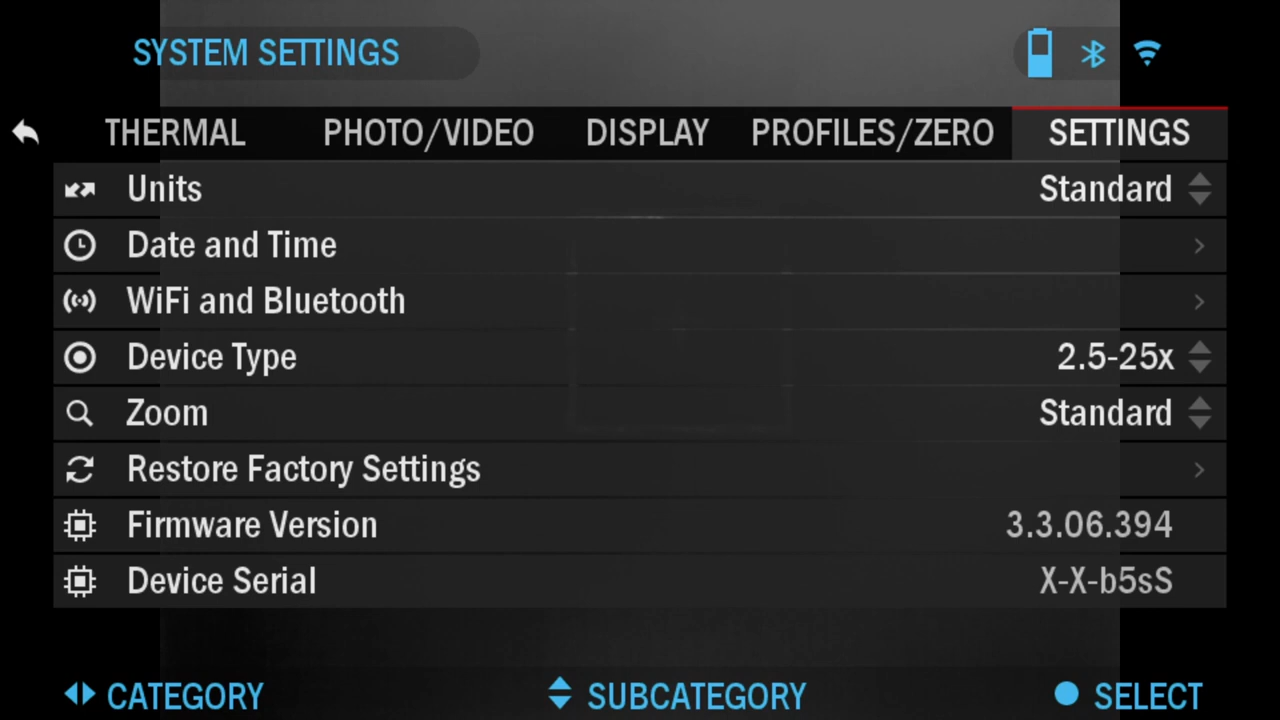 SYSTEM SETTINGS
THERMAL PHOTO/VIDEO DISPLAY PROFILES/ZERO SETTINGS
Units Standard
Date and Time
WiFi and Bluetooth
Device Type 2.5-25x
Zoom Standard
Restore Factory Settings
Firmware Version 3.3.06.394
Device Serial X-X-b5sS
CATEGORY SUBCATEGORY SELECT